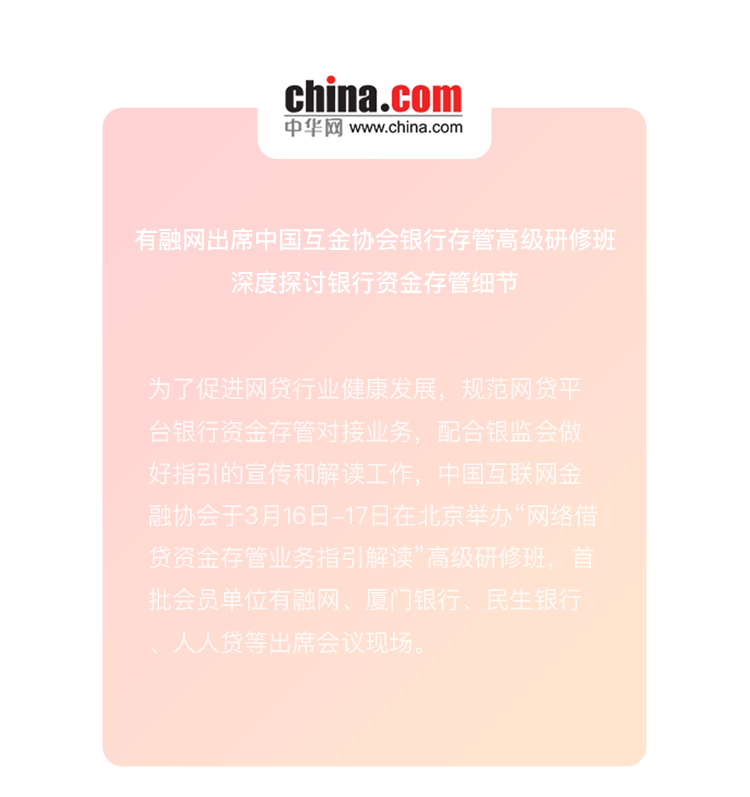 china.com
中华网 www.china.com
有融网出席中国互金协会银行存管高级研修班
深度探讨银行资金存管细节
为了促进网贷行业健康发展，规范网贷平
台银行资金存管对接业务，配合银监会做
好指引的宣传和解读工作，中国互联网金
融协会于3月16日-17日在北京举办“网络借
贷资金存管业务指引解读”高级研修班，首
批会员单位有融网、厦门银行、民生银行
、人人贷等出席会议现场。